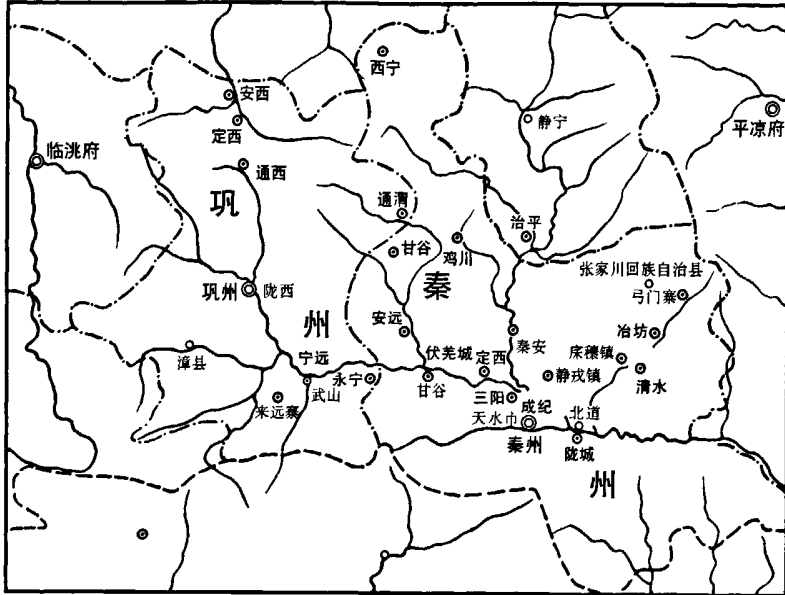 西宁
安西
定西
静宁
平凉府
临洮府
通西
巩
通渭
治平
甘谷
鸡川
秦
张家川回族自治县
弓门寨
巩州
陇西
州
安远
秦安
冶坊
漳县
宁远
伏羌城
定西
床穰镇
永宁
武山
甘谷
静戎镇
清水
来远寨
三阳
成纪
北道
天水市
秦州
陇城
州